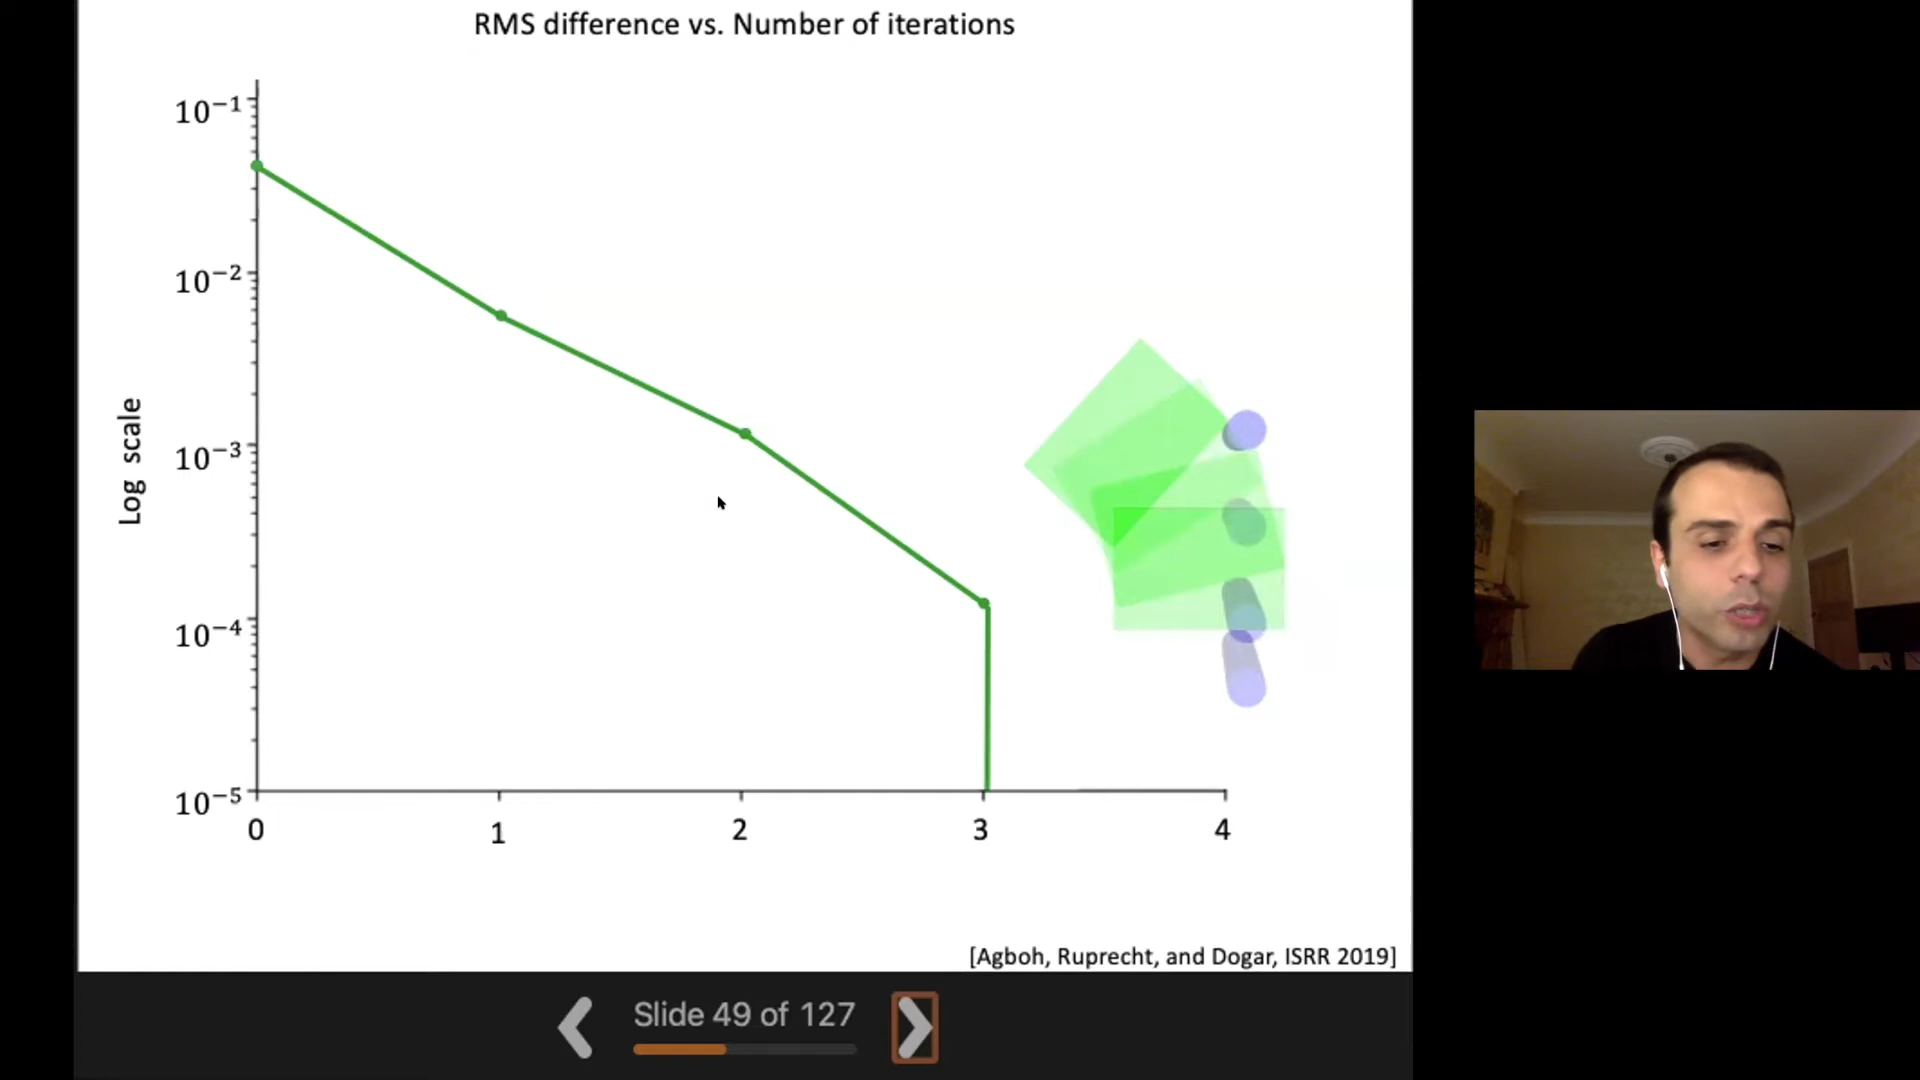 RMS difference vs. Number of iterations
10⁻¹
10⁻²
10⁻³
10⁻⁴
10⁻⁵
Log scale
0 1 2 3 4
[Agboh, Ruprecht, and Dogar, ISRR 2019]
Slide 49 of 127